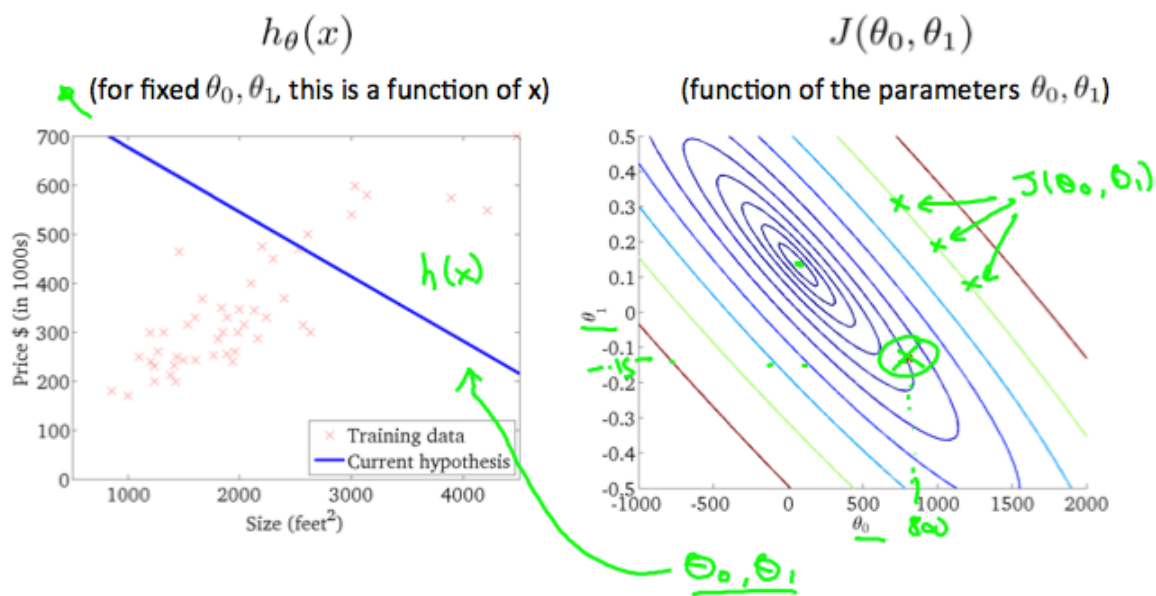 hθ(x)
(for fixed θ0, θ1, this is a function of x)
700
600
500
400
300
200
100
0
Price $ (in 1000s)
h(x)
Training data
Current hypothesis
1000 2000 3000 4000
Size (feet²)
J(θ0, θ1)
(function of the parameters θ0, θ1)
0.5
0.4
0.3
0.2
0.1
0
-0.1
-0.2
-0.3
-0.4
-0.5
θ1
-.15
J(θ0, θ1)
-1000 -500 0 500 1000 1500 2000
θ0
800
θ0, θ1